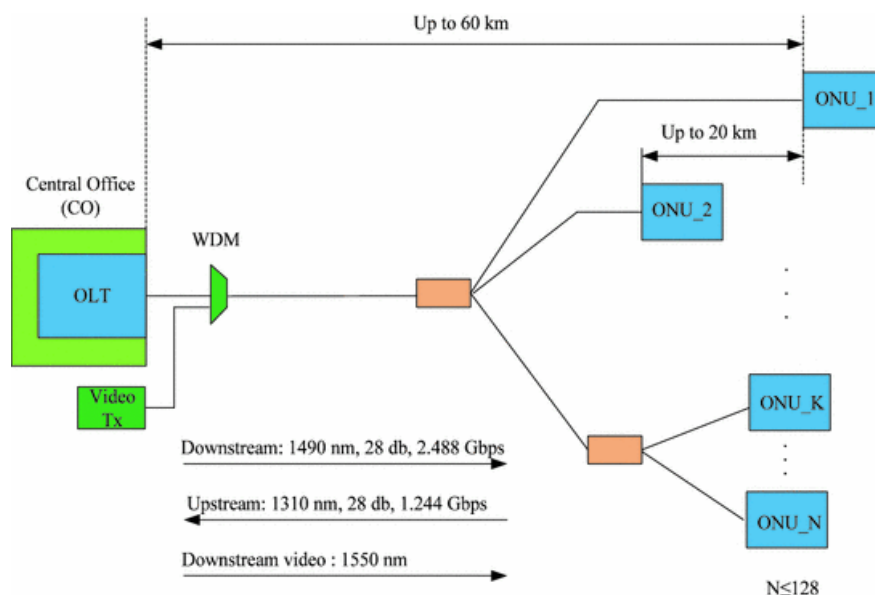 Up to 60 km
ONU_1
Up to 20 km
Central Office
(CO)
ONU_2
WDM
OLT
Video
Tx
ONU_K
Downstream: 1490 nm, 28 db, 2.488 Gbps
Upstream: 1310 nm, 28 db, 1.244 Gbps
ONU_N
Downstream video : 1550 nm
N≤128